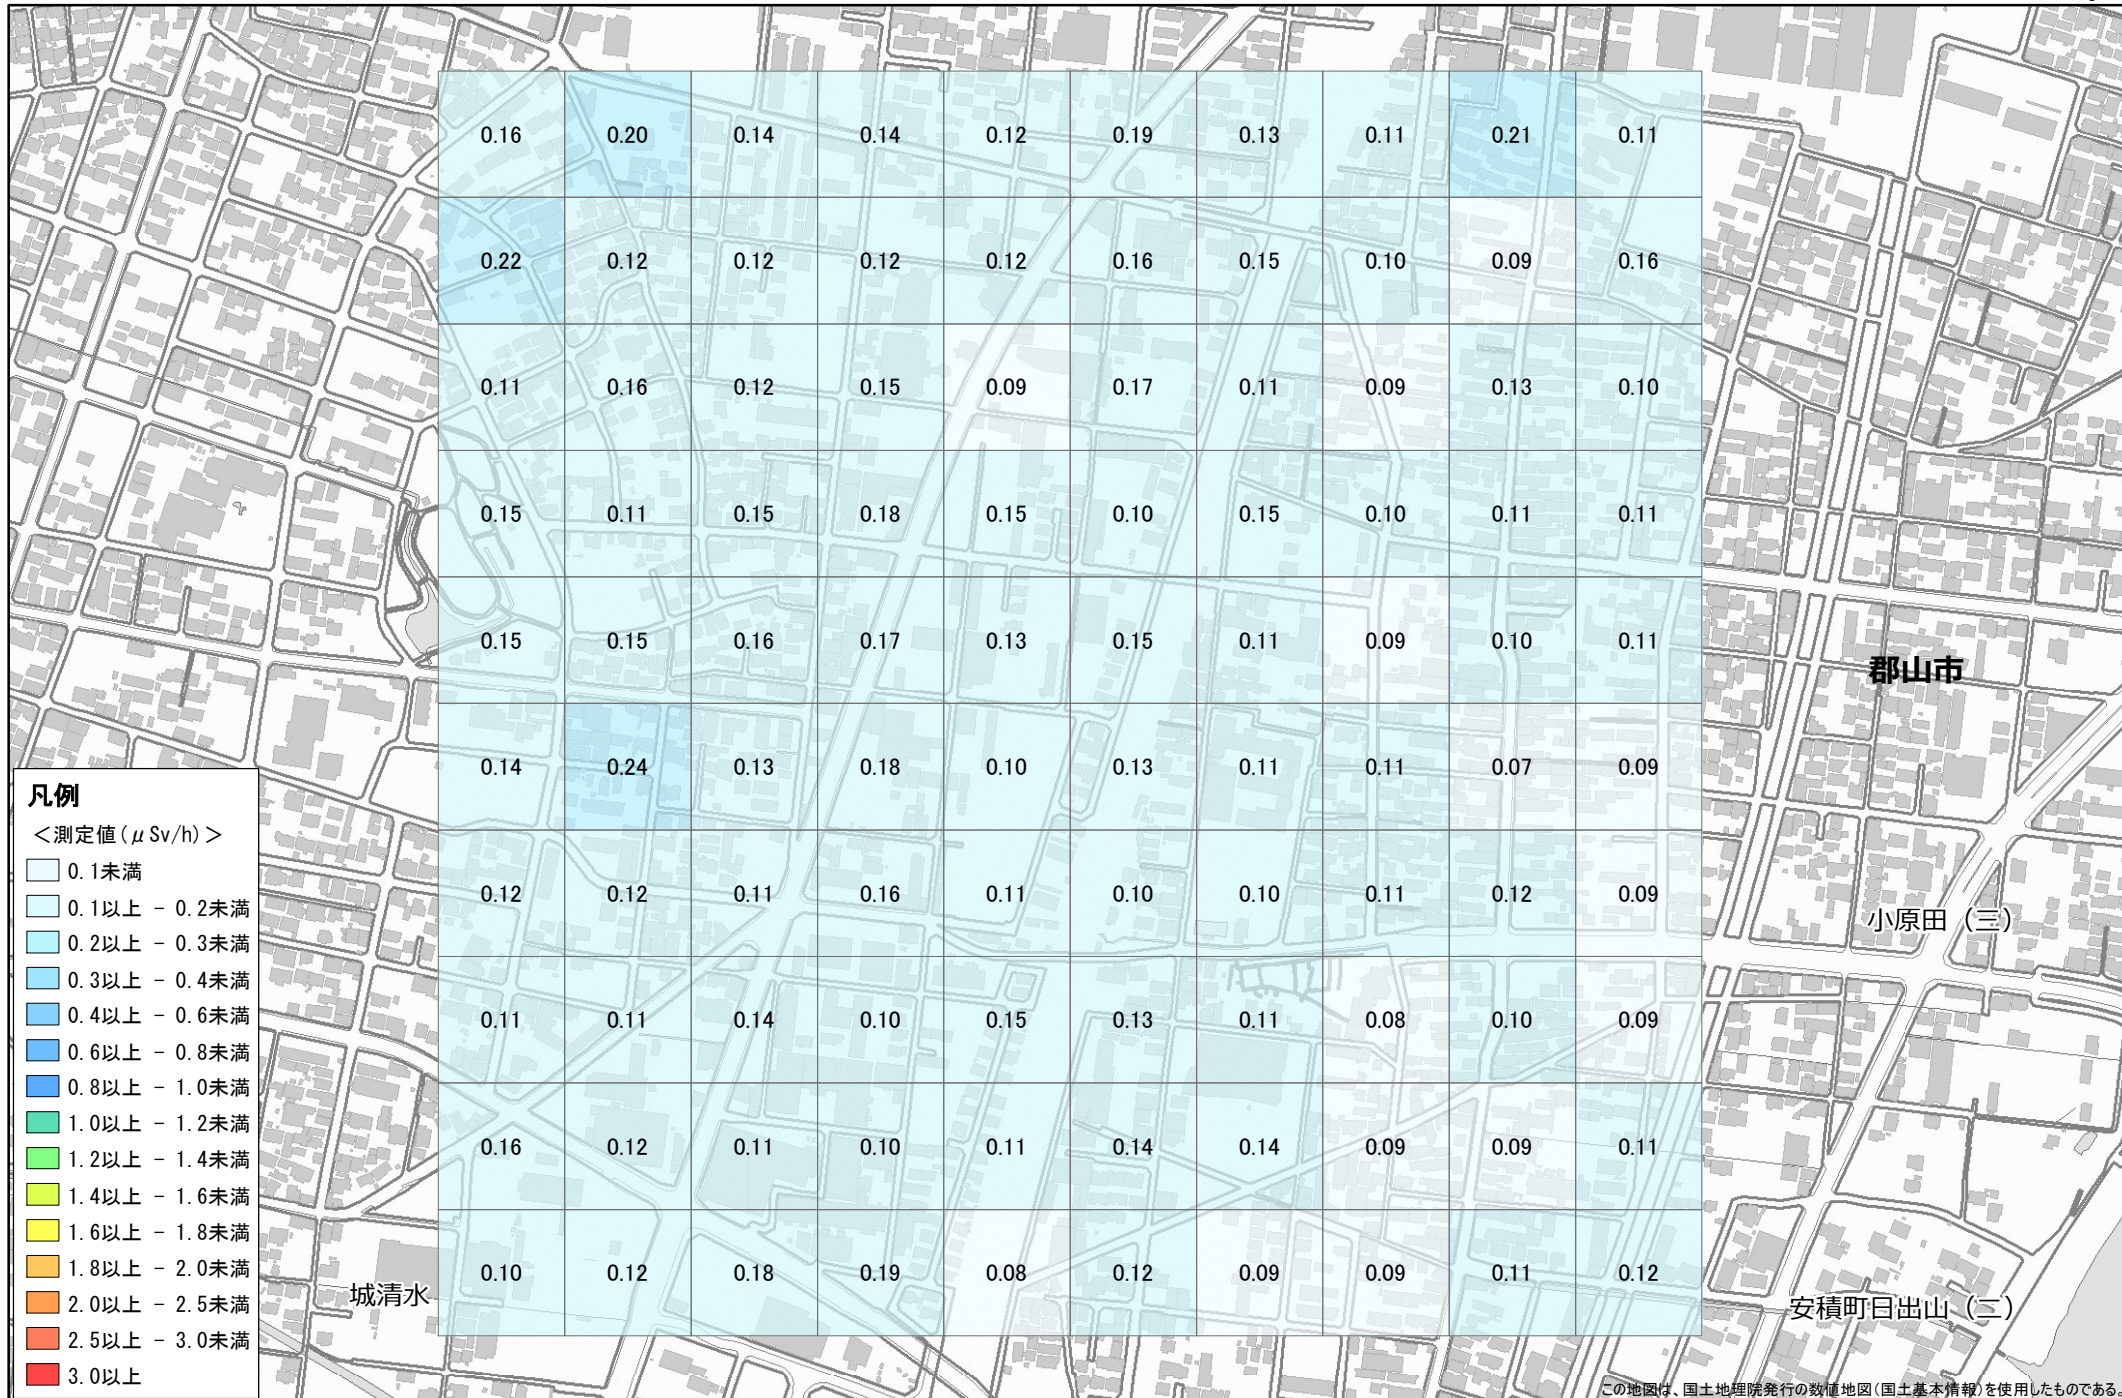 0.16 0.20 0.14 0.14 0.12 0.19 0.13 0.11 0.21 0.11
0.22 0.12 0.12 0.12 0.12 0.16 0.15 0.10 0.09 0.16
0.11 0.16 0.12 0.15 0.09 0.17 0.11 0.09 0.13 0.10
0.15 0.11 0.15 0.18 0.15 0.10 0.15 0.10 0.11 0.11
0.15 0.15 0.16 0.17 0.13 0.15 0.11 0.09 0.10 0.11
郡山市
0.14 0.24 0.13 0.18 0.10 0.13 0.11 0.11 0.07 0.09
0.12 0.12 0.11 0.16 0.11 0.10 0.10 0.11 0.12 0.09
小原田（三）
0.11 0.11 0.14 0.10 0.15 0.13 0.11 0.08 0.10 0.09
0.16 0.12 0.11 0.10 0.11 0.14 0.14 0.09 0.09 0.11
0.10 0.12 0.18 0.19 0.08 0.12 0.09 0.09 0.11 0.12
城清水
安積町日出山（二）
凡例
＜測定値（μSv/h）＞
0.1未満
0.1以上 － 0.2未満
0.2以上 － 0.3未満
0.3以上 － 0.4未満
0.4以上 － 0.6未満
0.6以上 － 0.8未満
0.8以上 － 1.0未満
1.0以上 － 1.2未満
1.2以上 － 1.4未満
1.4以上 － 1.6未満
1.6以上 － 1.8未満
1.8以上 － 2.0未満
2.0以上 － 2.5未満
2.5以上 － 3.0未満
3.0以上
この地図は、国土地理院発行の数値地図（国土基本情報）を使用したものである